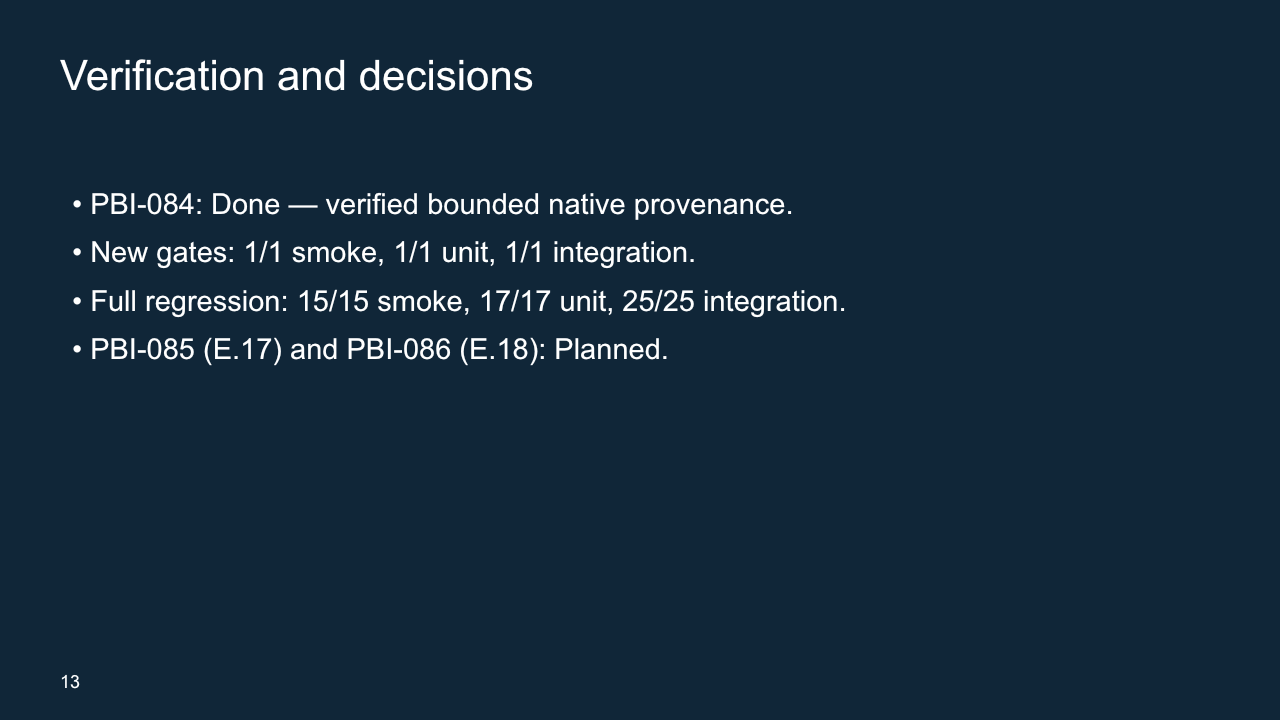 Verification and decisions
• PBI-084: Done — verified bounded native provenance.
• New gates: 1/1 smoke, 1/1 unit, 1/1 integration.
• Full regression: 15/15 smoke, 17/17 unit, 25/25 integration.
• PBI-085 (E.17) and PBI-086 (E.18): Planned.
13